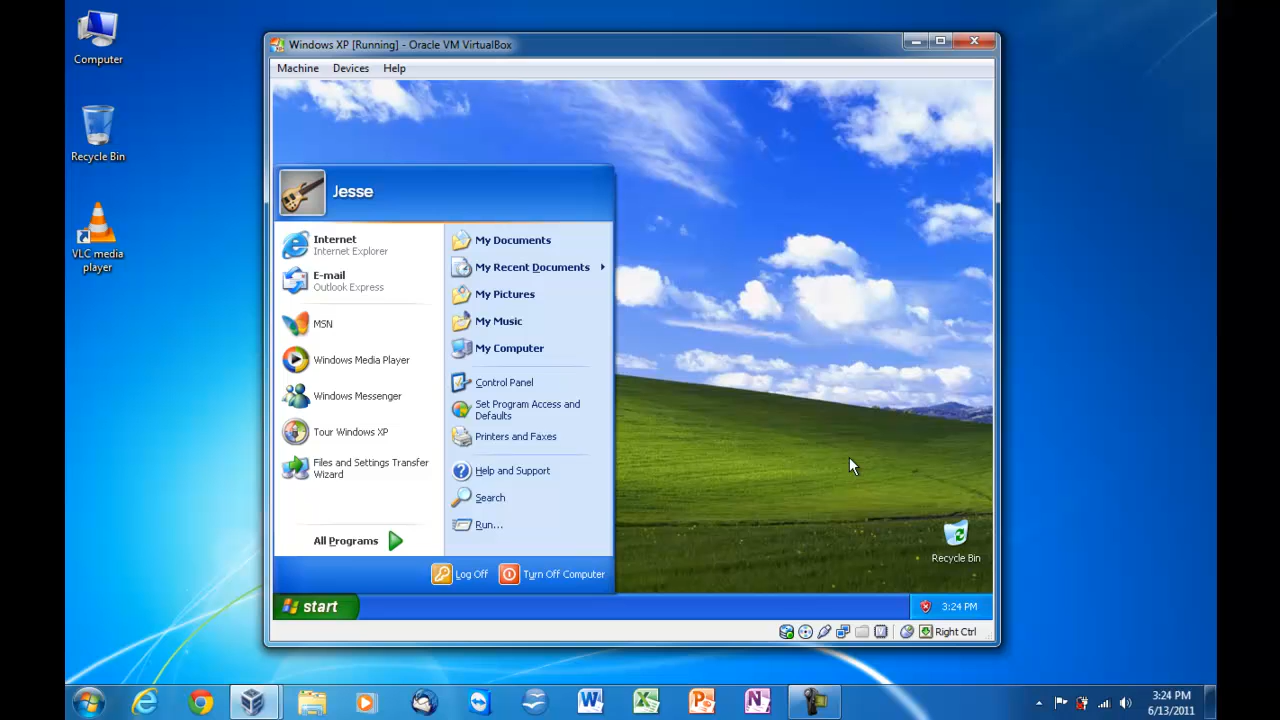 Computer
Recycle Bin
VLC media
player
Windows XP [Running] - Oracle VM VirtualBox
Machine Devices Help
Jesse
Internet
Internet Explorer
E-mail
Outlook Express
MSN
Windows Media Player
Windows Messenger
Tour Windows XP
Files and Settings Transfer
Wizard
All Programs
My Documents
My Recent Documents
My Pictures
My Music
My Computer
Control Panel
Set Program Access and
Defaults
Printers and Faxes
Help and Support
Search
Run...
Log Off Turn Off Computer
Recycle Bin
start
3:24 PM
Right Ctrl
3:24 PM
6/13/2011